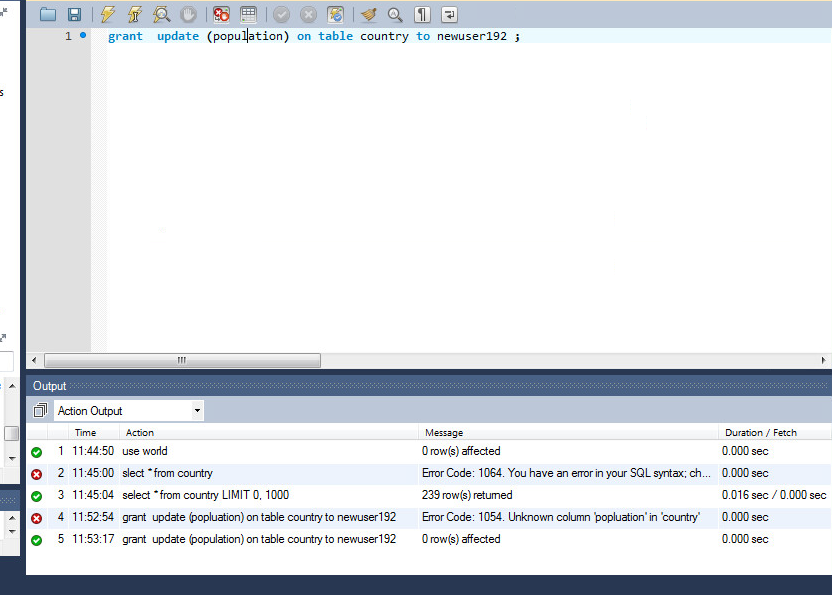 s
1 grant  update (population) on table country to newuser192 ;
Output
Action Output
Time Action Message Duration / Fetch
1 11:44:50 use world 0 row(s) affected 0.000 sec
2 11:45:00 slect * from country Error Code: 1064. You have an error in your SQL syntax; ch... 0.000 sec
3 11:45:04 select * from country LIMIT 0, 1000 239 row(s) returned 0.016 sec / 0.000 sec
4 11:52:54 grant  update (popluation) on table country to newuser192 Error Code: 1054. Unknown column 'popluation' in 'country' 0.000 sec
5 11:53:17 grant  update (population) on table country to newuser192 0 row(s) affected 0.000 sec